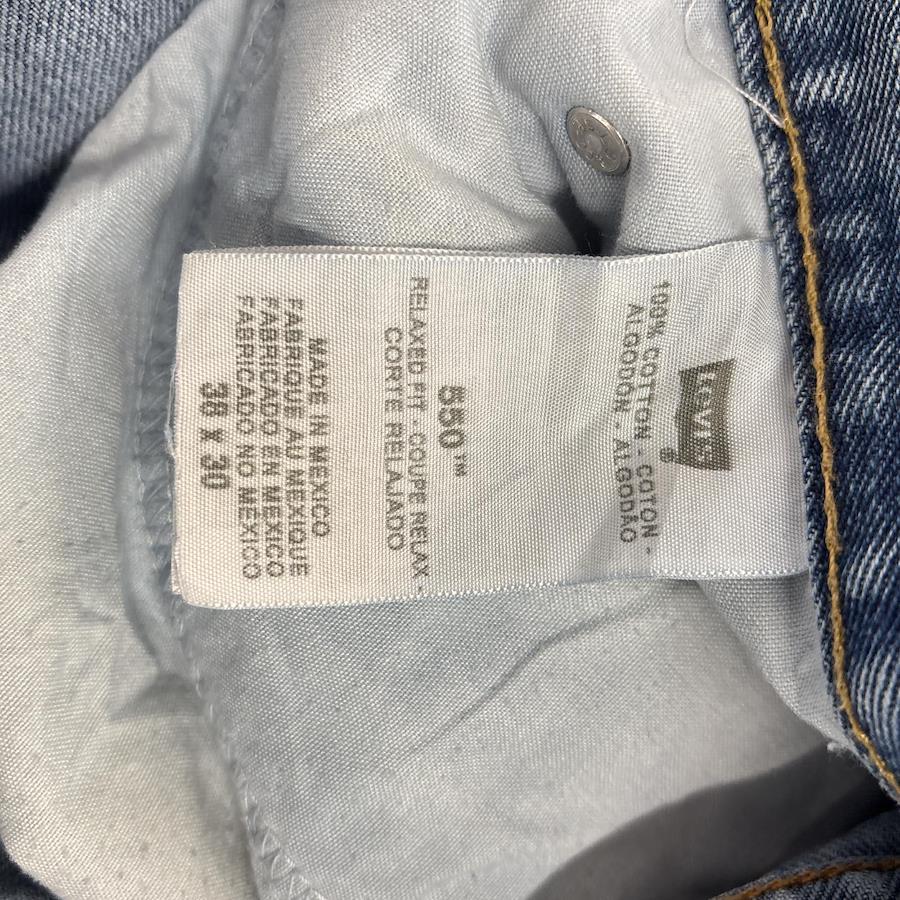 Levi's®
100% COTTON - COTON -
ALGODON - ALGODÃO
550™
RELAXED FIT - COUPE RELAX -
CORTE RELAJADO
MADE IN MEXICO
FABRIQUE AU MEXIQUE
FABRICADO EN MEXICO
FABRICADO NO MEXICO
38 X 30